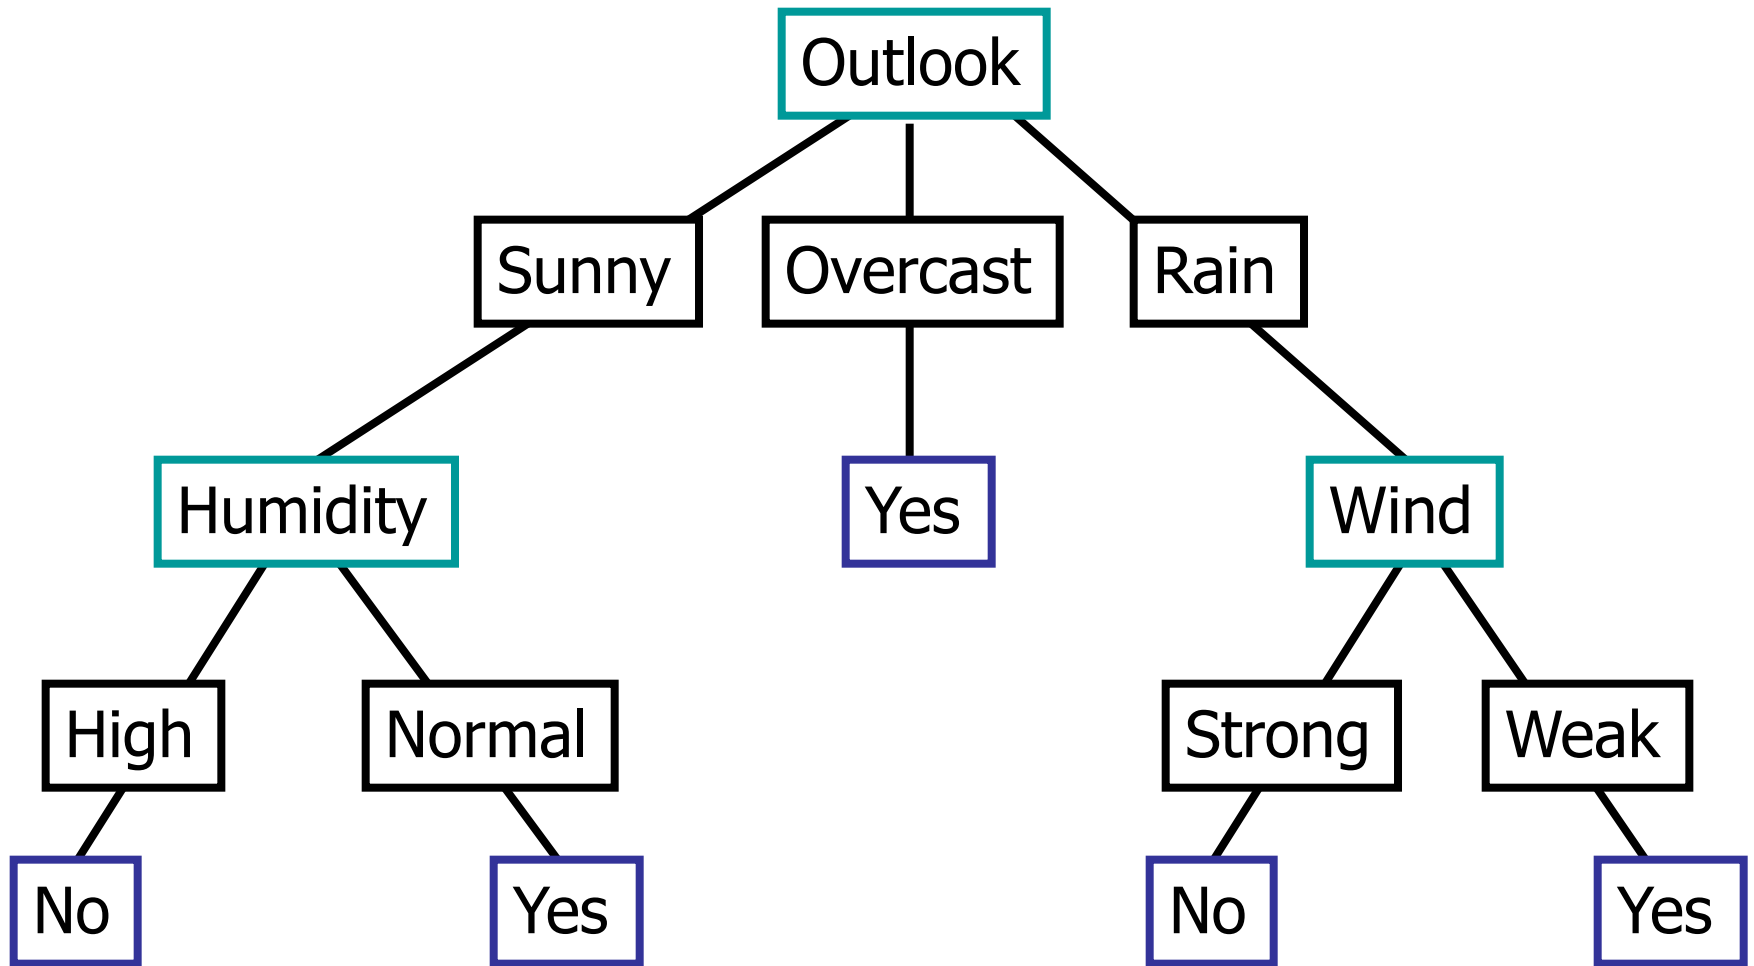 Outlook
Sunny Overcast Rain
Humidity Yes Wind
High Normal Strong Weak
No Yes No Yes